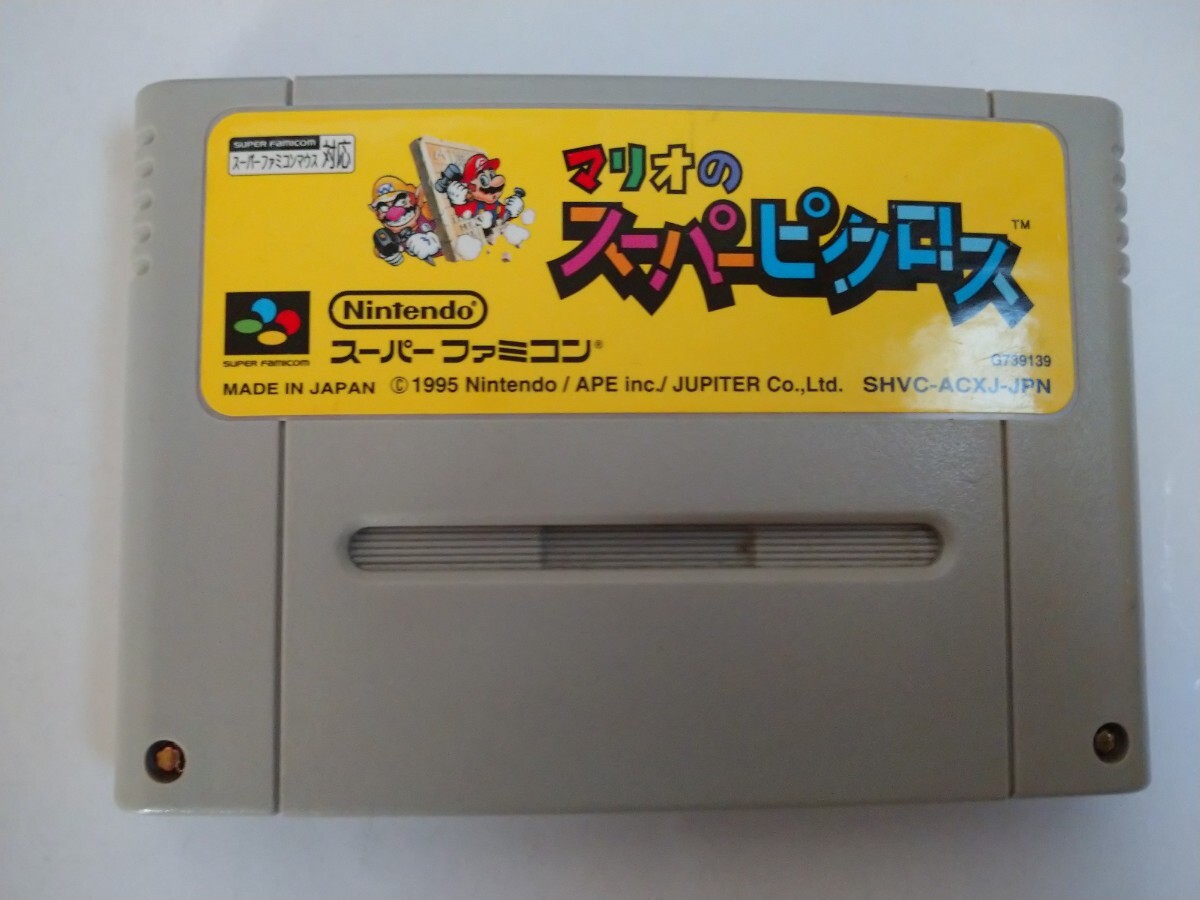 SUPER FAMICOM
スーパーファミコンマウス 対応
マリオの
スーパーピクロス™
Nintendo®
スーパーファミコン®
SUPER FAMICOM
G739139
MADE IN JAPAN © 1995 Nintendo / APE inc./ JUPITER Co.,Ltd. SHVC-ACXJ-JPN